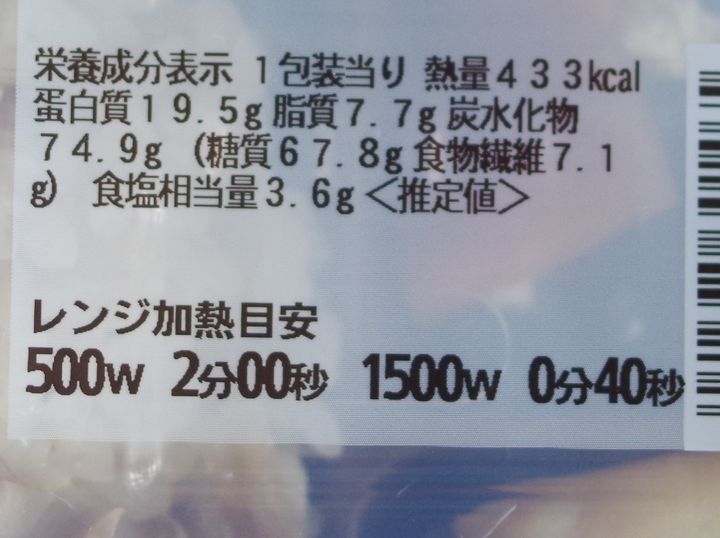 栄養成分表示 1包装当り 熱量433kcal
蛋白質19.5g 脂質7.7g 炭水化物
74.9g (糖質67.8g 食物繊維7.1
g) 食塩相当量3.6g <推定値>
レンジ加熱目安
500W 2分00秒 1500W 0分40秒